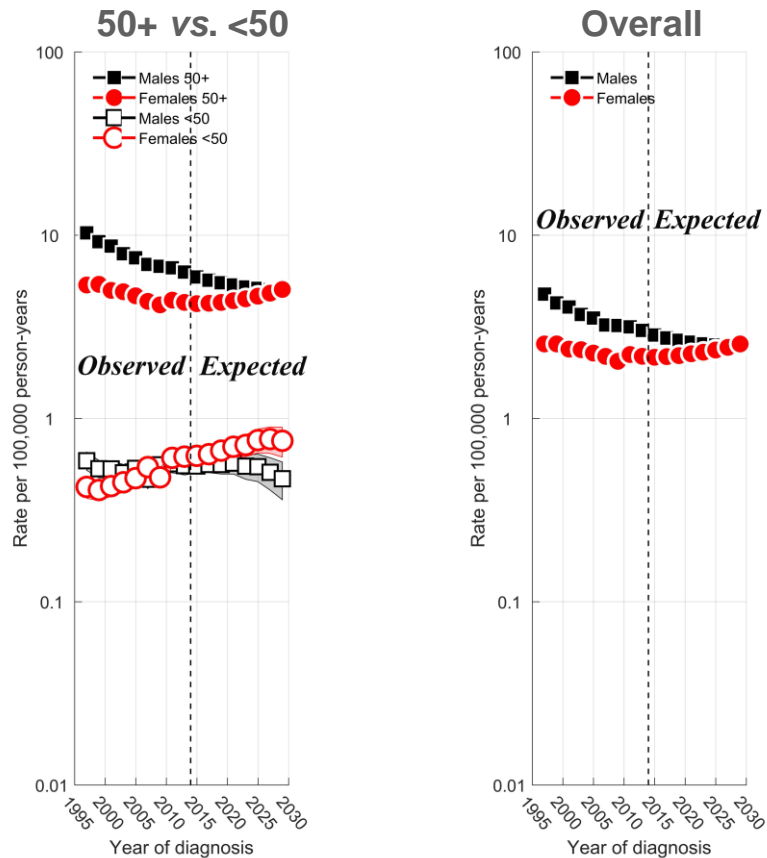 50+ vs. <50
100
10
1
0.1
0.01
Rate per 100,000 person-years
Males 50+
Females 50+
Males <50
Females <50
Observed Expected
1995 2000 2005 2010 2015 2020 2025 2030
Year of diagnosis
Overall
100
10
1
0.1
0.01
Rate per 100,000 person-years
Males
Females
Observed Expected
1995 2000 2005 2010 2015 2020 2025 2030
Year of diagnosis